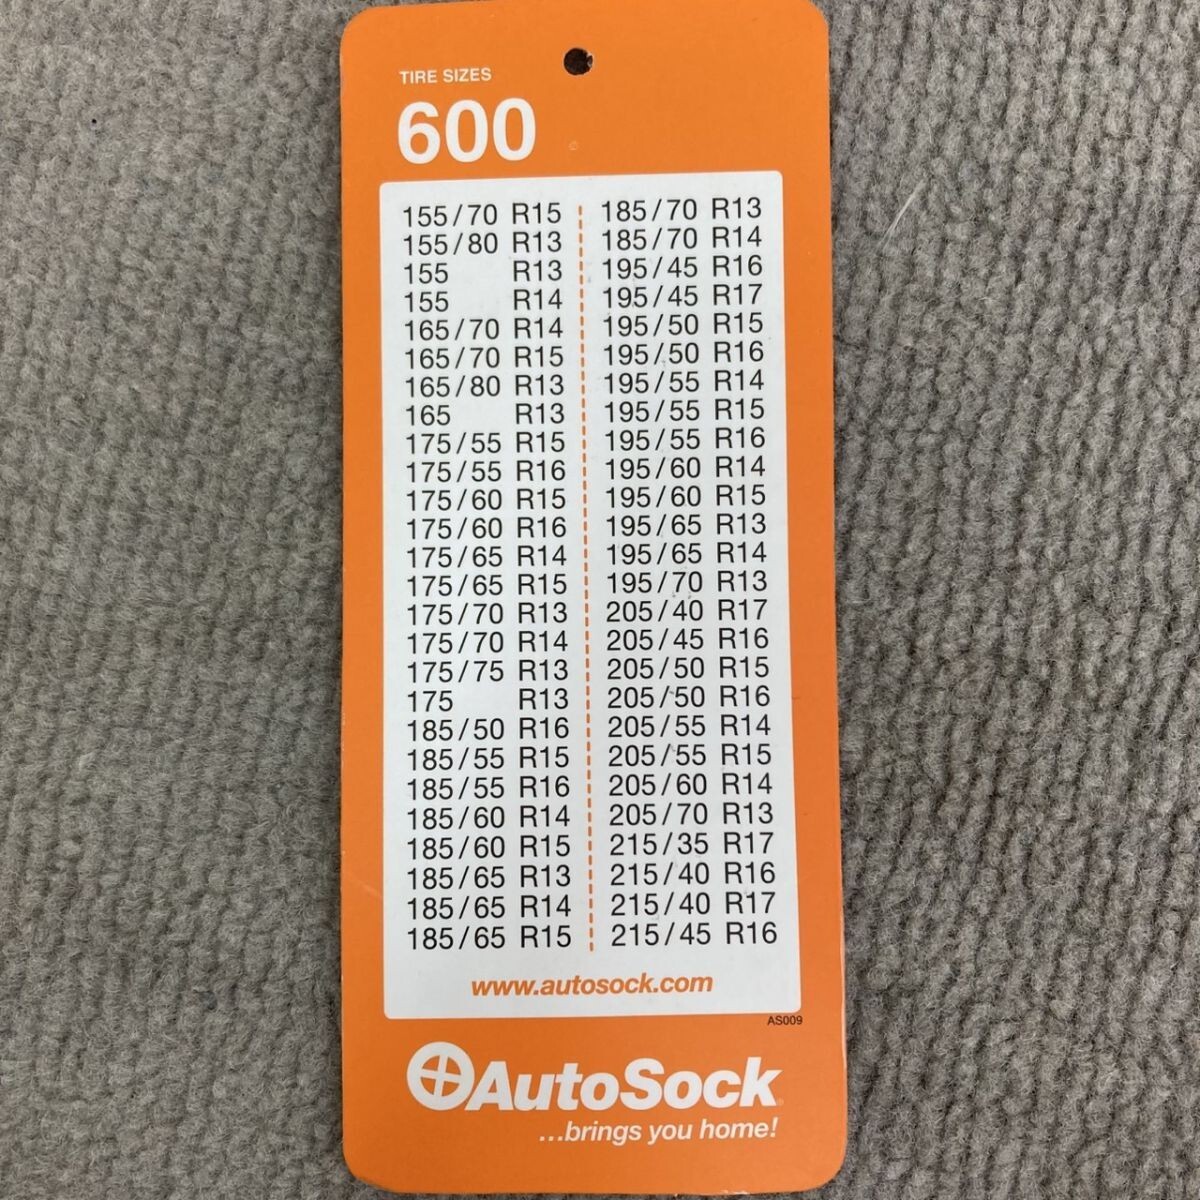 TIRE SIZES
600
155/70 R15
155/80 R13
155 R13
155 R14
165/70 R14
165/70 R15
165/80 R13
165 R13
175/55 R15
175/55 R16
175/60 R15
175/60 R16
175/65 R14
175/65 R15
175/70 R13
175/70 R14
175/75 R13
175 R13
185/50 R16
185/55 R15
185/55 R16
185/60 R14
185/60 R15
185/65 R13
185/65 R14
185/65 R15
185/70 R13
185/70 R14
195/45 R16
195/45 R17
195/50 R15
195/50 R16
195/55 R14
195/55 R15
195/55 R16
195/60 R14
195/60 R15
195/65 R13
195/65 R14
195/70 R13
205/40 R17
205/45 R16
205/50 R15
205/50 R16
205/55 R14
205/55 R15
205/60 R14
205/70 R13
215/35 R17
215/40 R16
215/40 R17
215/45 R16
www.autosock.com
AS009
AutoSock
...brings you home!